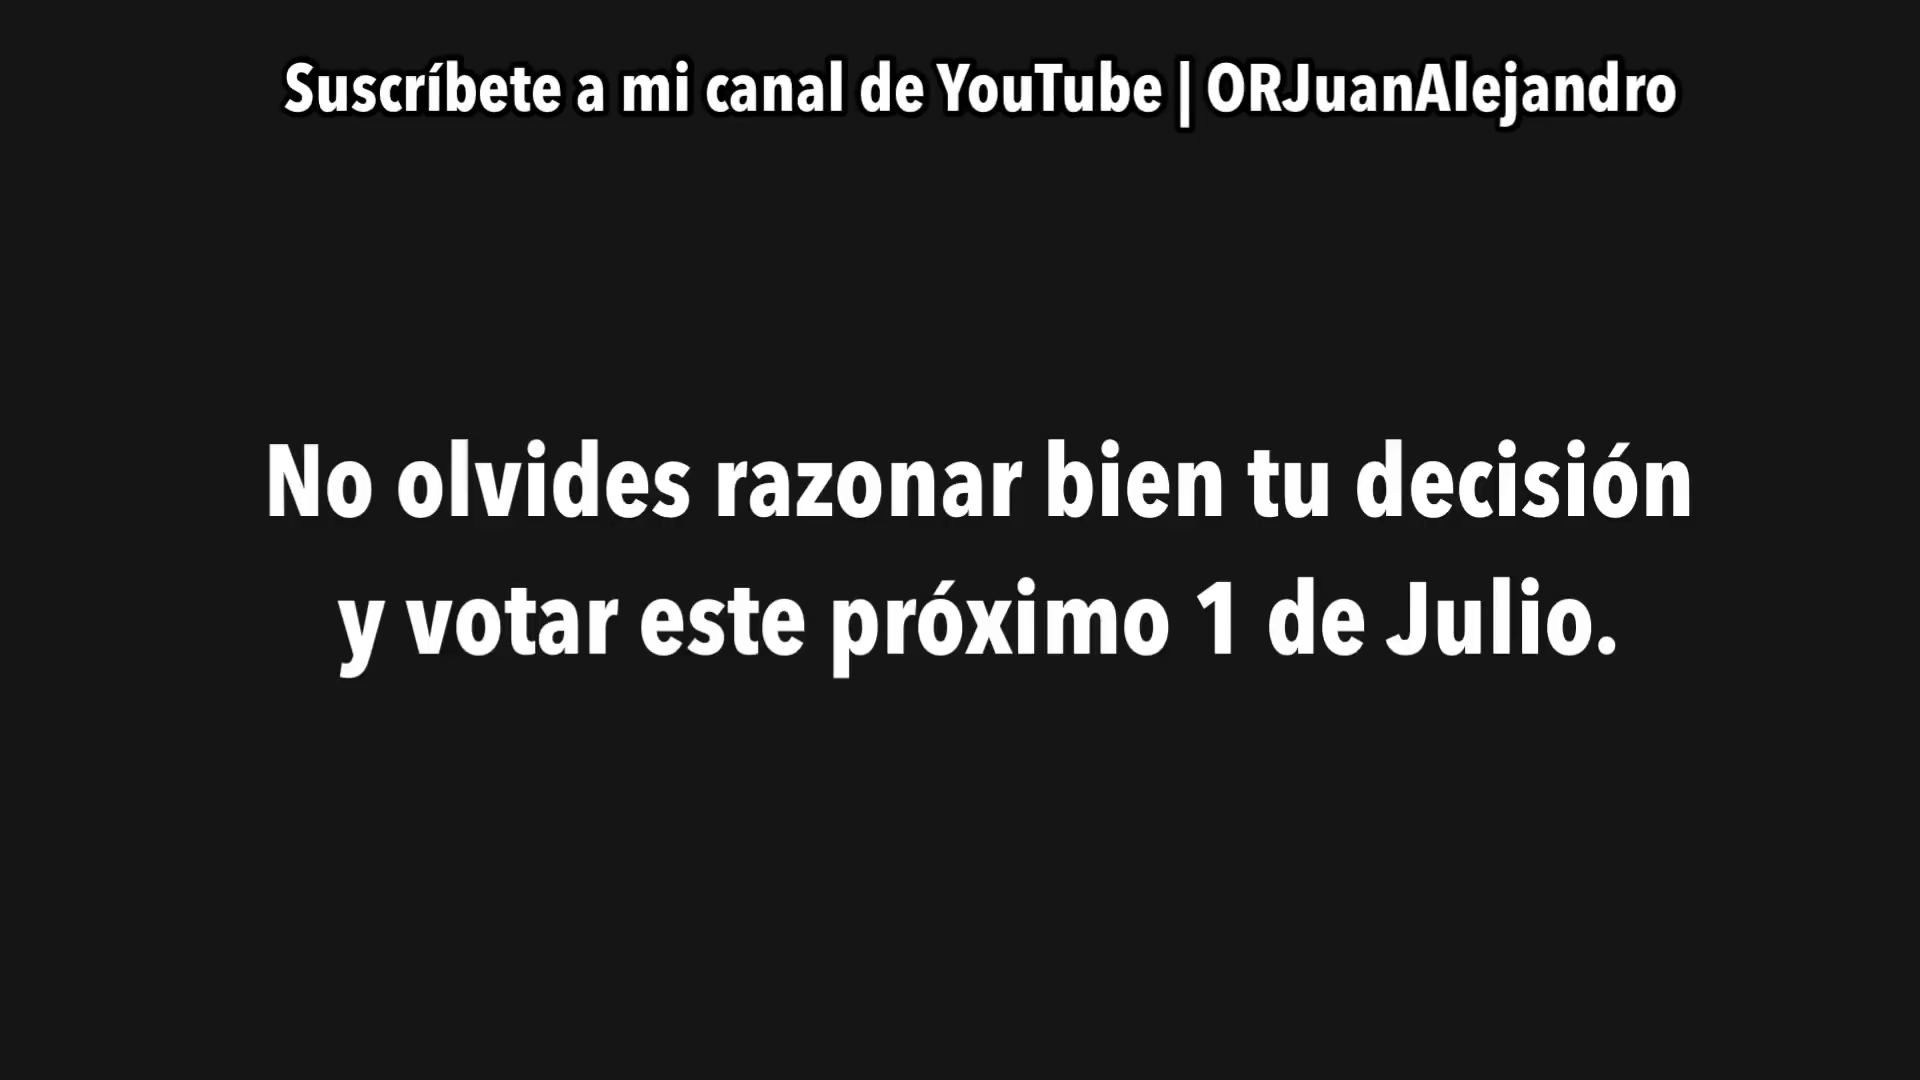 Suscríbete a mi canal de YouTube | ORJuanAlejandro
No olvides razonar bien tu decisión
y votar este próximo 1 de Julio.